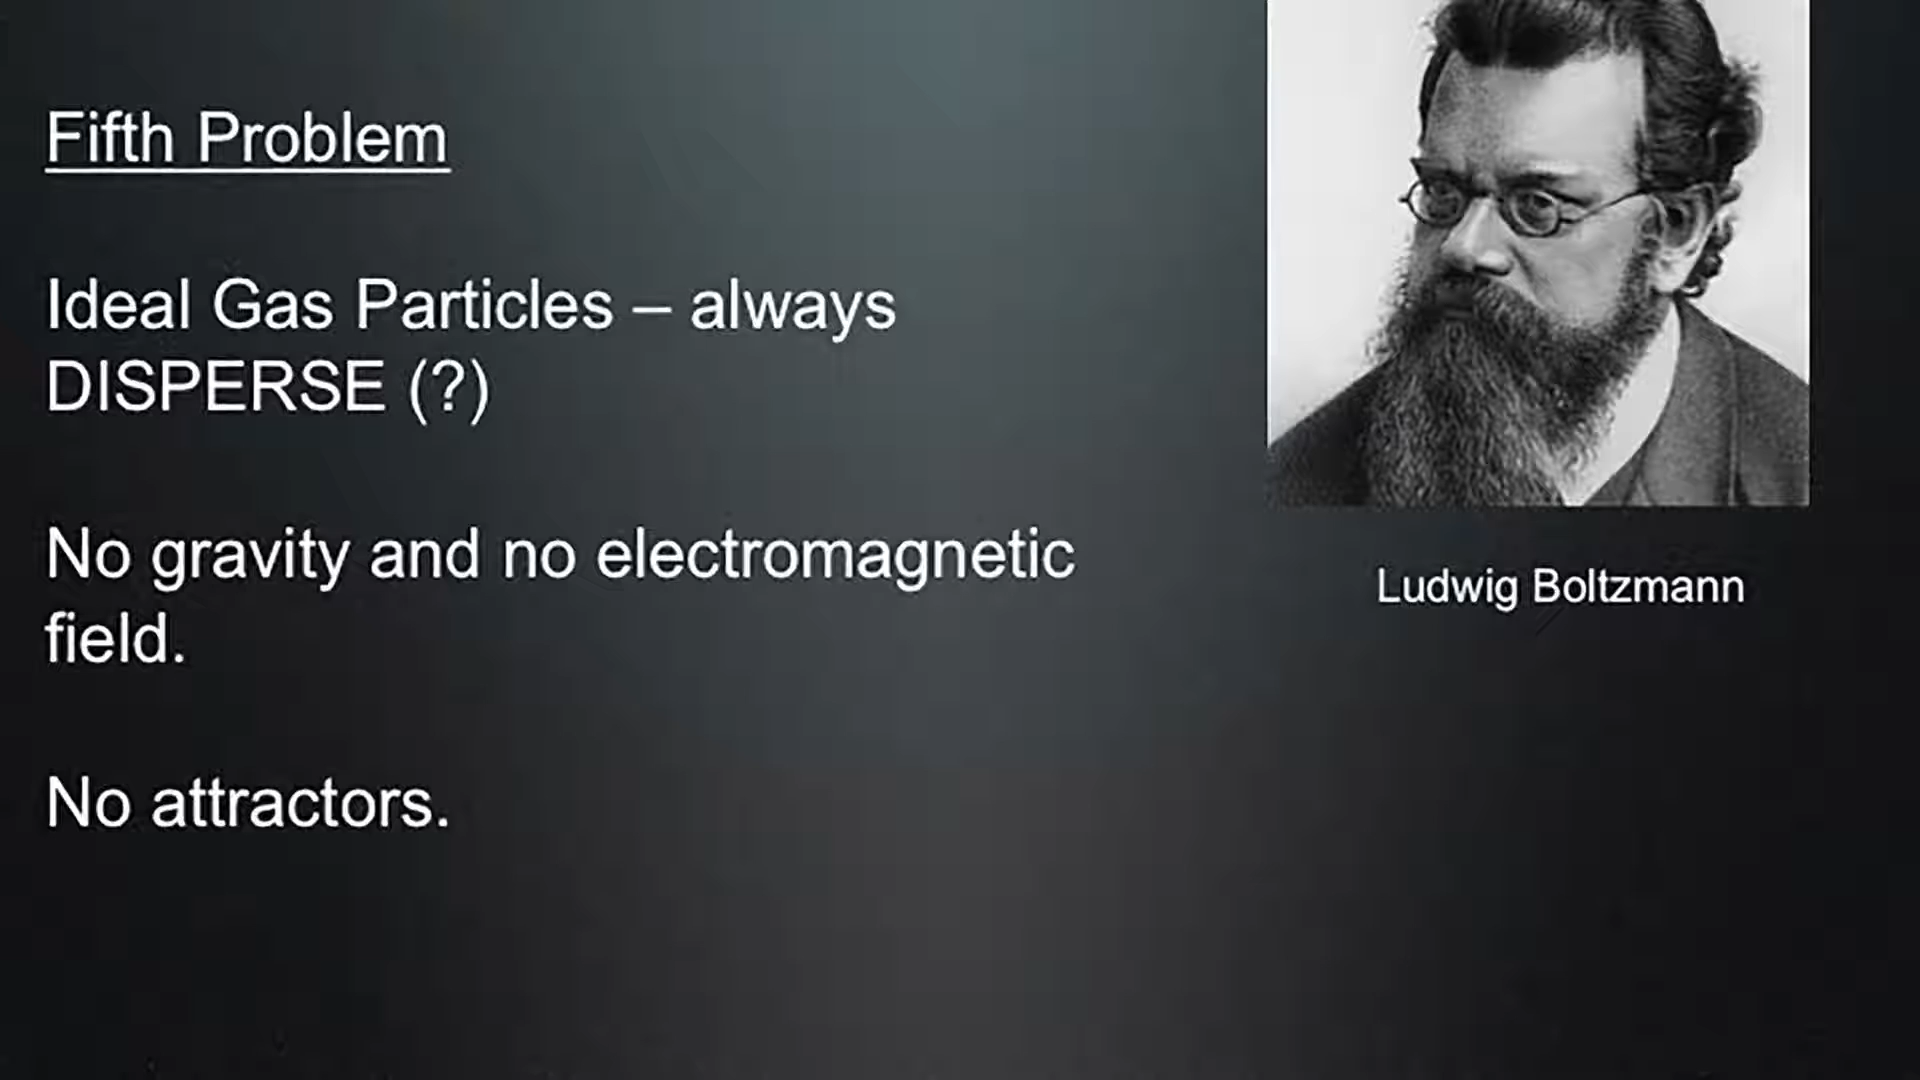 Fifth Problem
Ideal Gas Particles – always
DISPERSE (?)
No gravity and no electromagnetic
field.
No attractors.
Ludwig Boltzmann